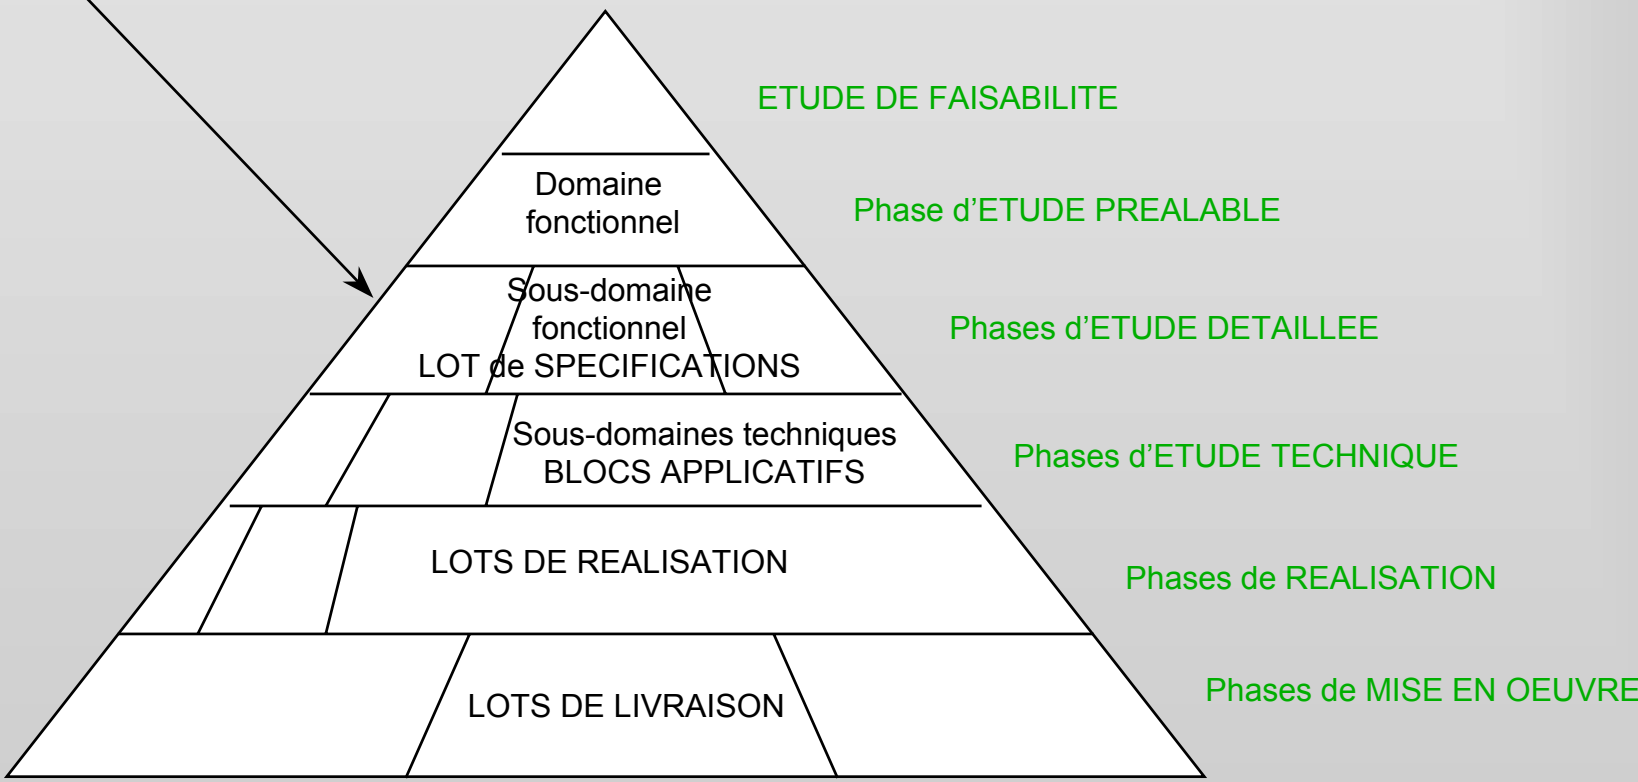 ETUDE DE FAISABILITE
Domaine
fonctionnel
Phase d’ETUDE PREALABLE
Sous-domaine
fonctionnel
LOT de SPECIFICATIONS
Phases d’ETUDE DETAILLEE
Sous-domaines techniques
BLOCS APPLICATIFS
Phases d’ETUDE TECHNIQUE
LOTS DE REALISATION
Phases de REALISATION
LOTS DE LIVRAISON
Phases de MISE EN OEUVRE